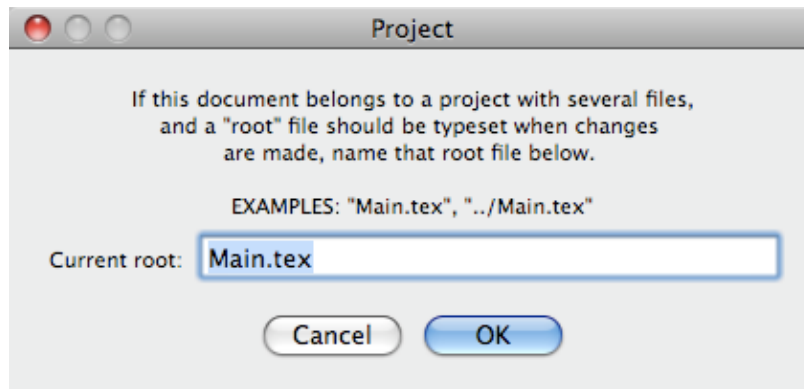 Project
If this document belongs to a project with several files,
and a "root" file should be typeset when changes
are made, name that root file below.
EXAMPLES: "Main.tex", "../Main.tex"
Current root: Main.tex
Cancel OK